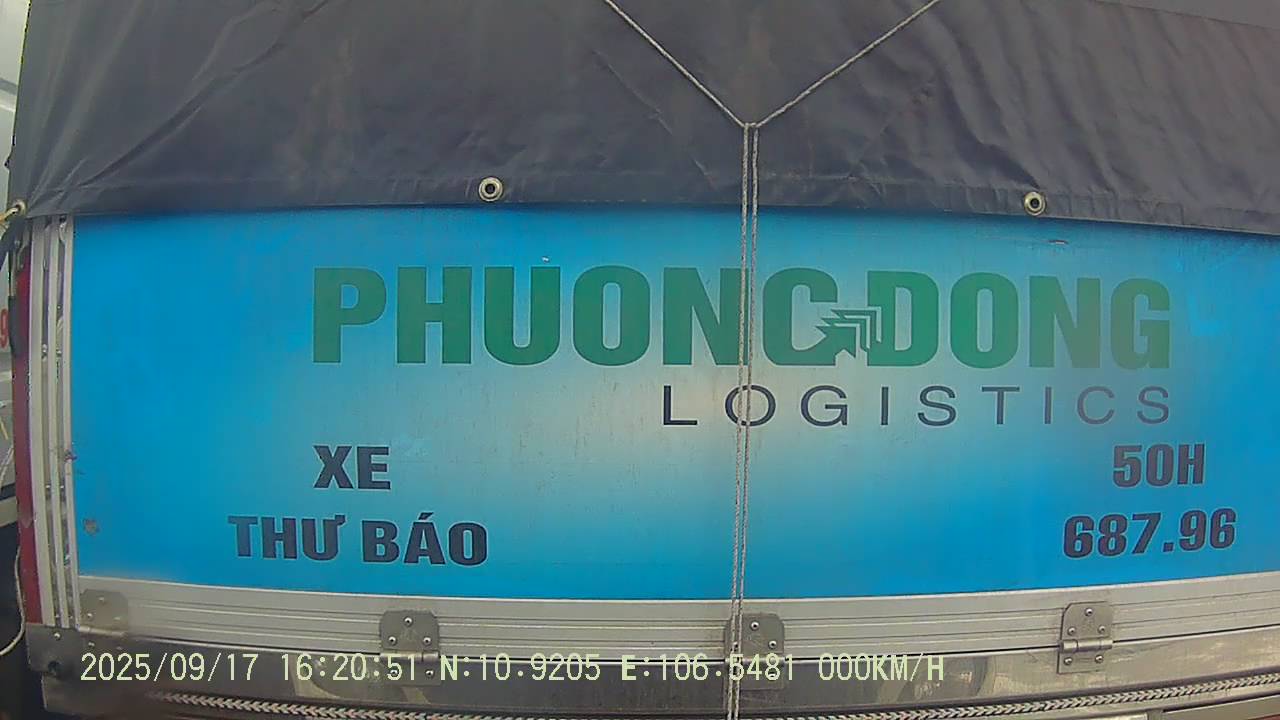 PHUONG DONG
LOGISTICS
XE
THƯ BÁO
50H
687.96
2025/09/17 16:20:51 N:10.9205 E:106.5481 000KM/H